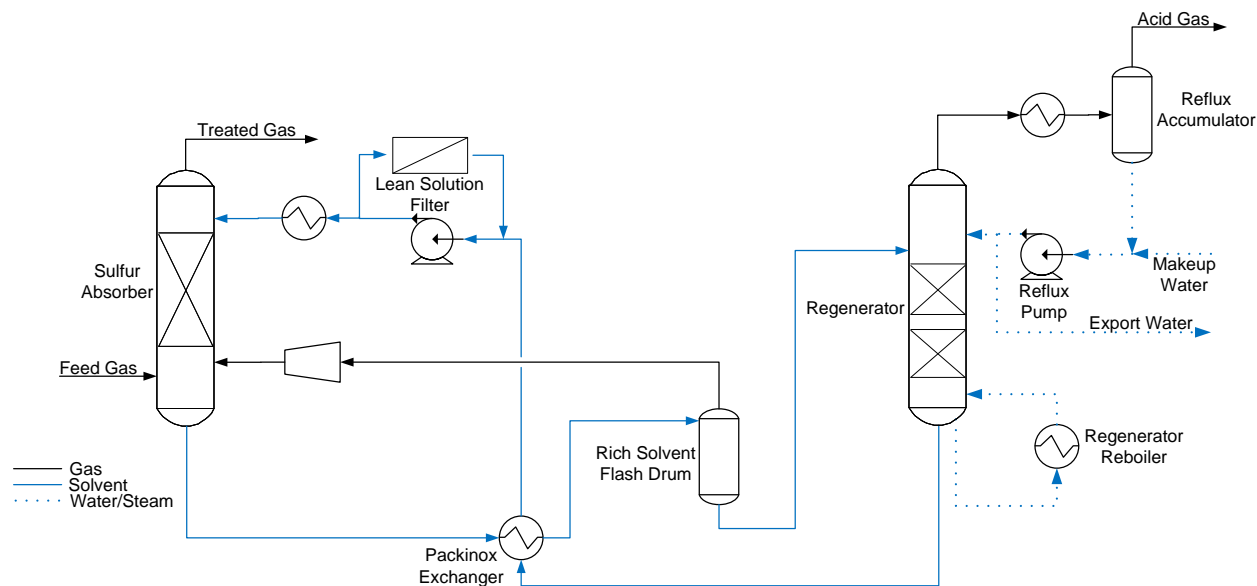 Acid Gas
Reflux
Accumulator
Treated Gas
Lean Solution
Filter
Sulfur
Absorber
Makeup
Water
Reflux
Pump
Regenerator
Export Water
Feed Gas
Regenerator
Reboiler
Rich Solvent
Flash Drum
Gas
Solvent
Water/Steam
Packinox
Exchanger